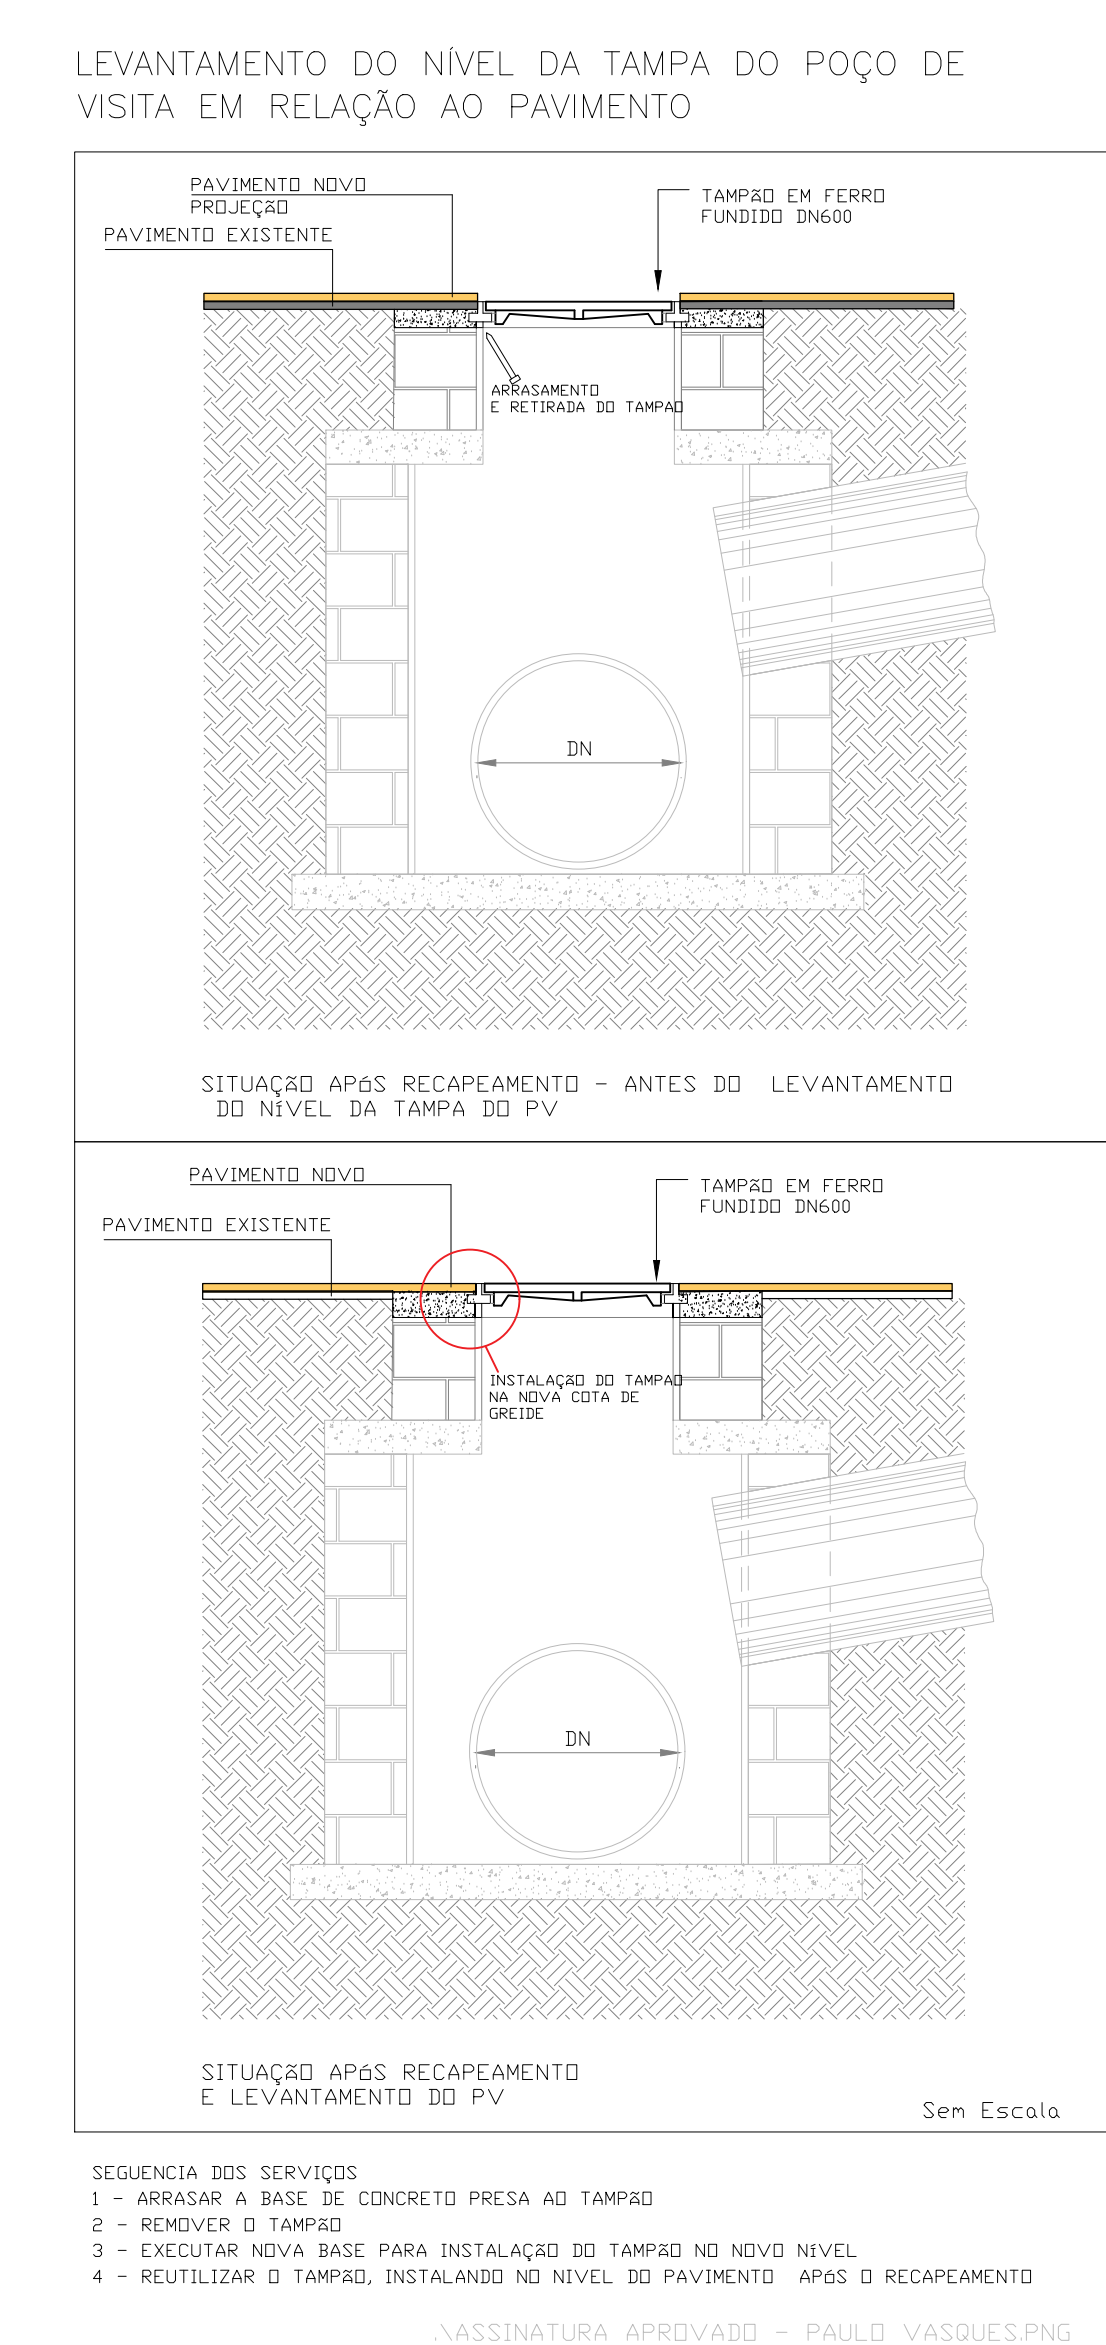 LEVANTAMENTO DO NÍVEL DA TAMPA DO POÇO DE
VISITA EM RELAÇÃO AO PAVIMENTO
PAVIMENTO NOVO
PROJEÇãO
PAVIMENTO EXISTENTE
TAMPãO EM FERRO
FUNDIDO DN600
ARRASAMENTO
E RETIRADA DO TAMPAO
DN
SITUAÇãO APóS RECAPEAMENTO - ANTES DO LEVANTAMENTO
DO NíVEL DA TAMPA DO PV
PAVIMENTO NOVO
PAVIMENTO EXISTENTE
TAMPãO EM FERRO
FUNDIDO DN600
INSTALAÇãO DO TAMPAO
NA NOVA COTA DE
GREIDE
DN
SITUAÇãO APóS RECAPEAMENTO
E LEVANTAMENTO DO PV
Sem Escala
SEGUENCIA DOS SERVIÇOS
1 - ARRASAR A BASE DE CONCRETO PRESA AO TAMPãO
2 - REMOVER O TAMPãO
3 - EXECUTAR NOVA BASE PARA INSTALAÇãO DO TAMPãO NO NOVO NíVEL
4 - REUTILIZAR O TAMPãO, INSTALANDO NO NIVEL DO PAVIMENTO APóS O RECAPEAMENTO
.\ASSINATURA APROVADO - PAULO VASQUES.PNG